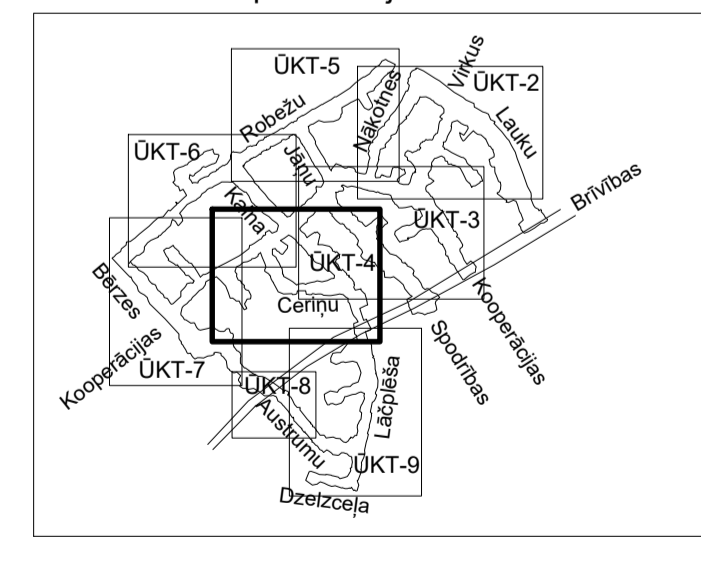 ŪKT-5
Virkus
ŪKT-2
Nākotnes
Robežu
Lauku
ŪKT-6
Jāņu
Brīvības
Kalna
ŪKT-3
ŪKT-4
Bērzes
Ceriņu
Kooperācijas
Spodrības
Kooperācijas
ŪKT-7
ŪKT-8
Lāčplēša
Austrumu
ŪKT-9
Dzelzceļa